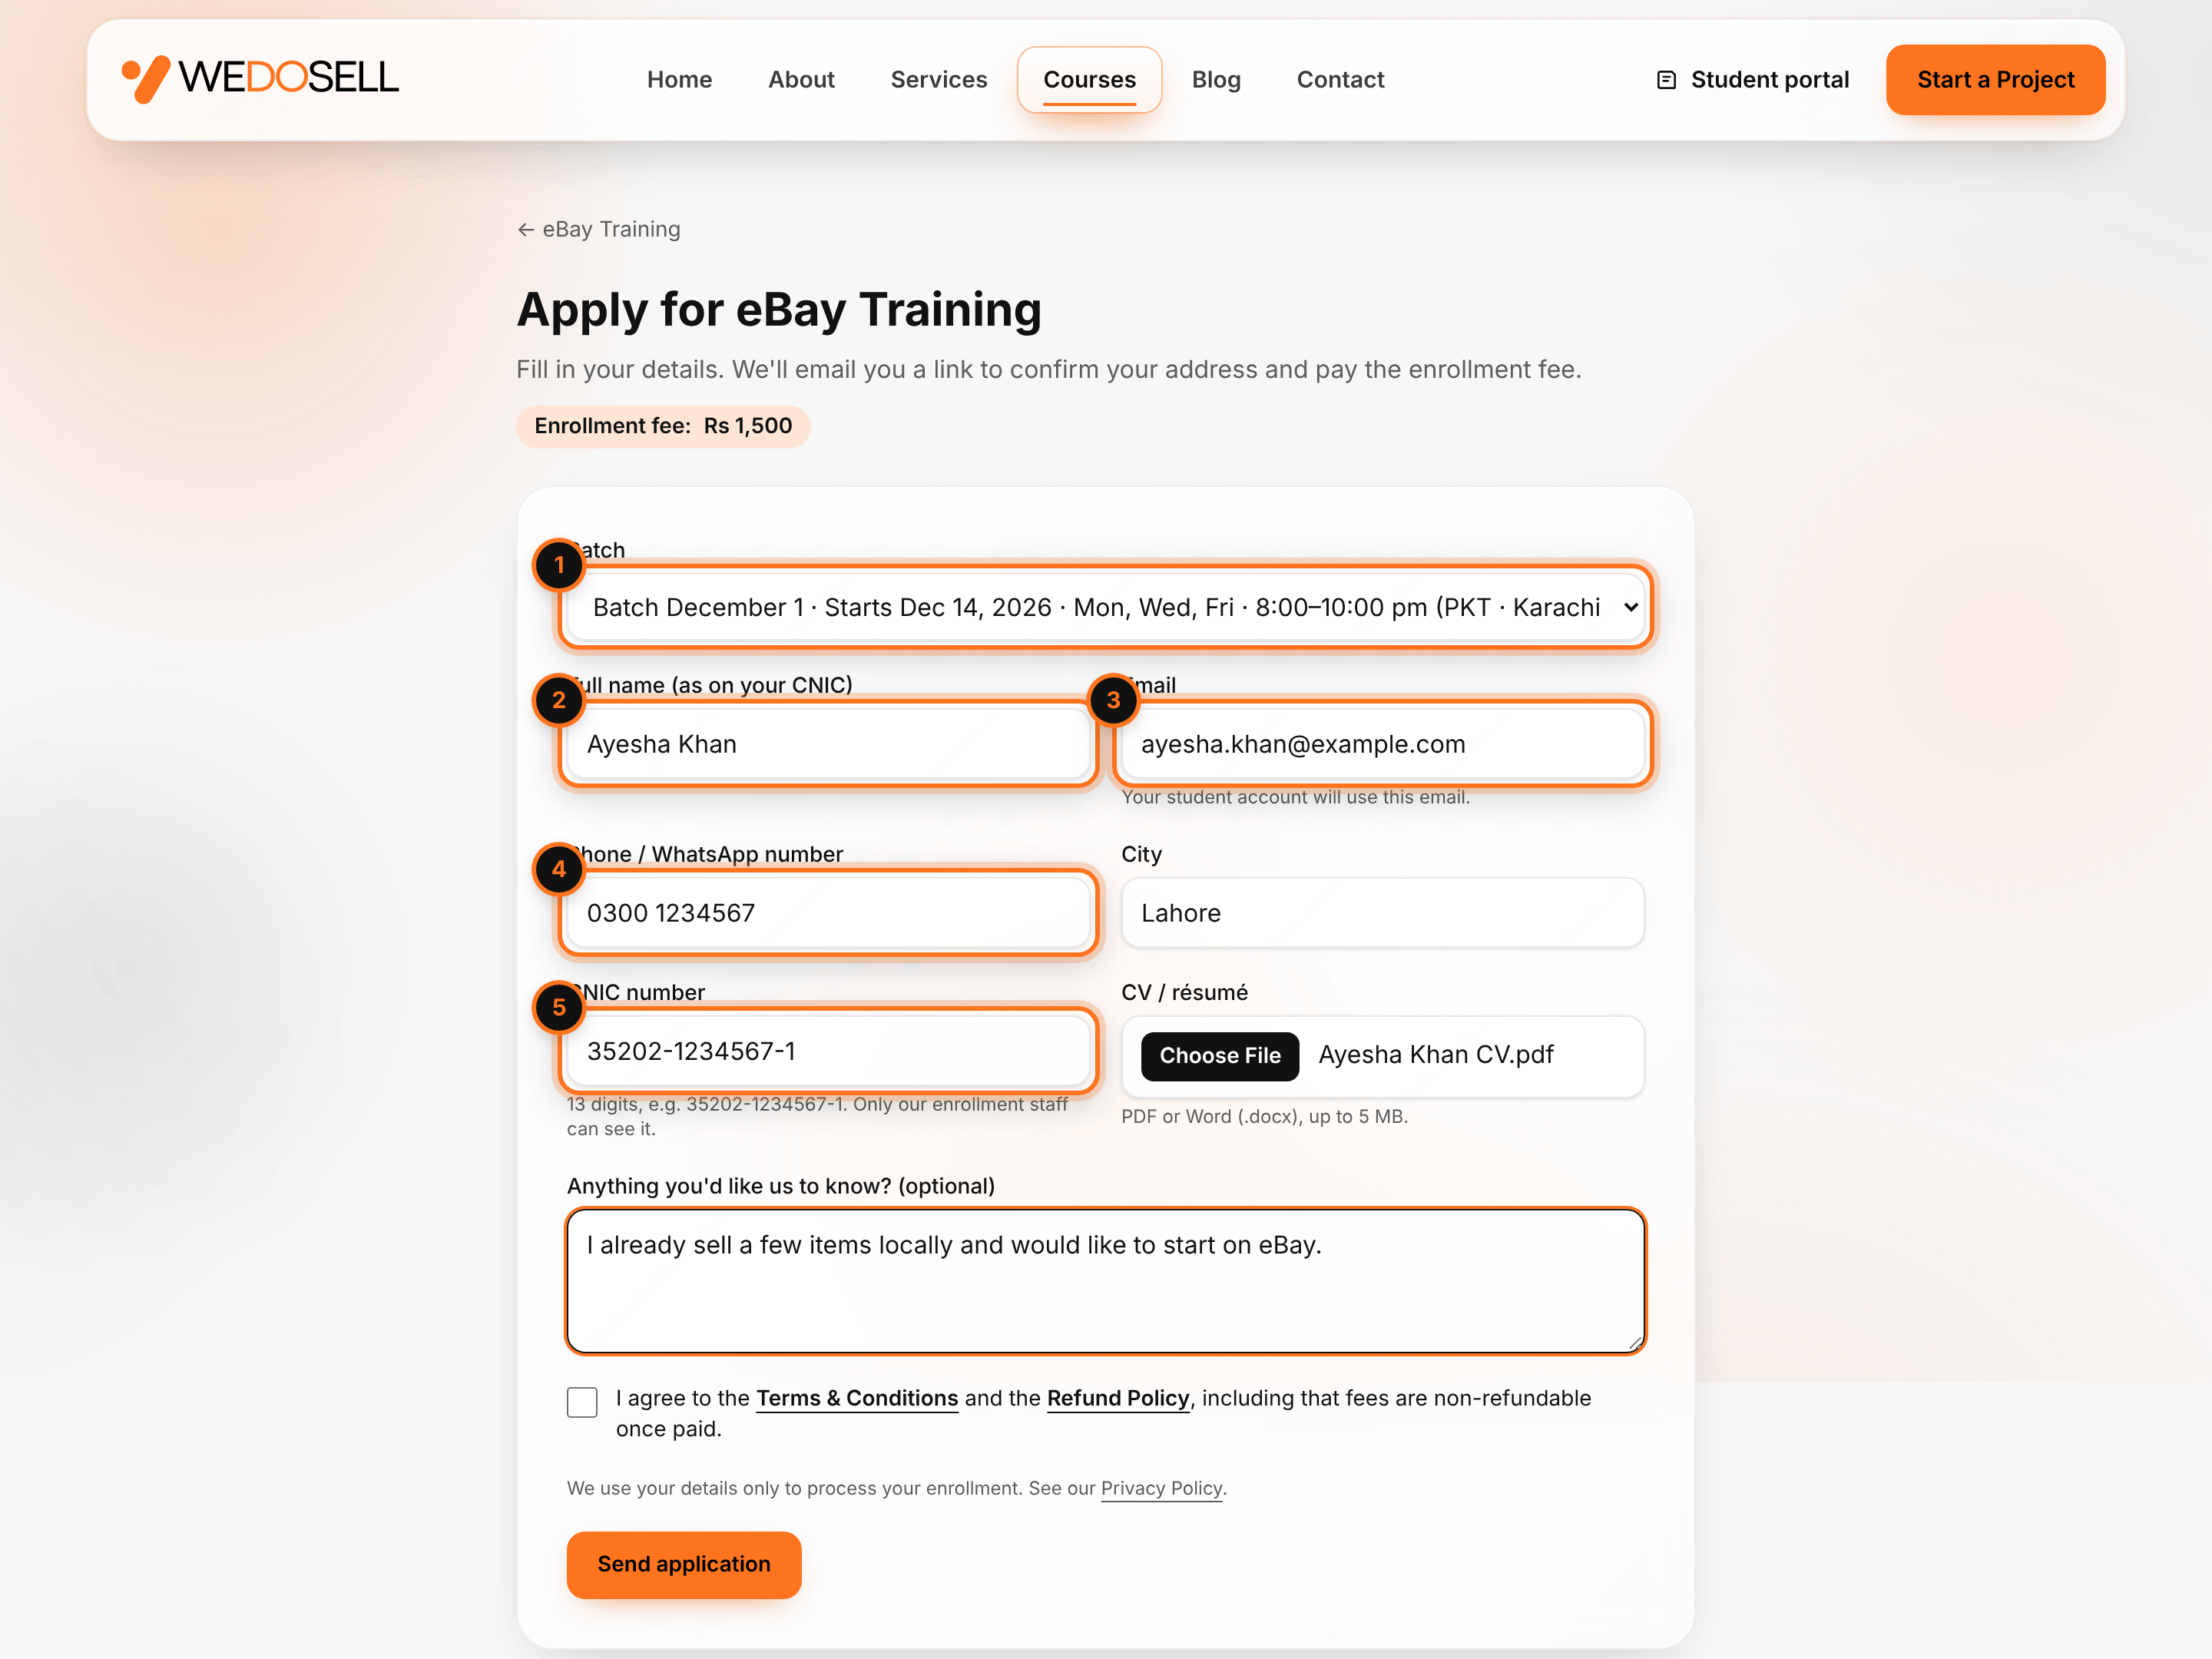 WEDOSELL
Home About Services Courses Blog Contact
Student portal
Start a Project
← eBay Training
Apply for eBay Training
Fill in your details. We'll email you a link to confirm your address and pay the enrollment fee.
Enrollment fee: Rs 1,500
1
Batch December 1 · Starts Dec 14, 2026 · Mon, Wed, Fri · 8:00–10:00 pm (PKT · Karachi
2
name (as on your CNIC)
Ayesha Khan
3
ayesha.khan@example.com
Your student account will use this email.
4
/ WhatsApp number
0300 1234567
City
Lahore
5
number
35202-1234567-1
13 digits, e.g. 35202-1234567-1. Only our enrollment staff
can see it.
CV / résumé
Choose File Ayesha Khan CV.pdf
PDF or Word (.docx), up to 5 MB.
Anything you'd like us to know? (optional)
I already sell a few items locally and would like to start on eBay.
I agree to the Terms & Conditions and the Refund Policy, including that fees are non-refundable
once paid.
We use your details only to process your enrollment. See our Privacy Policy.
Send application